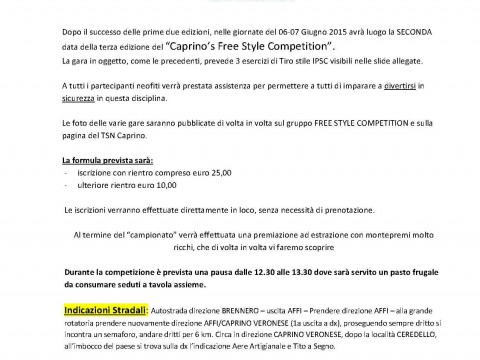 Dopo il successo delle prime due edizioni, nelle giornate del 06-07 Giugno 2015 avrà luogo la SECONDA
data della terza edizione del "Caprino's Free Style Competition".
La gara in oggetto, come le precedenti, prevede 3 esercizi di Tiro stile IPSC visibili nelle slide allegate.
A tutti i partecipanti neofiti verrà prestata assistenza per permettere a tutti di imparare a divertirsi in
sicurezza in questa disciplina.
Le foto delle varie gare saranno pubblicate di volta in volta sul gruppo FREE STYLE COMPETITION e sulla
pagina del TSN Caprino.
La formula prevista sarà:
- iscrizione con rientro compreso euro 25,00
- ulteriore rientro euro 10,00
Le iscrizioni verranno effettuate direttamente in loco, senza necessità di prenotazione.
Al termine del "campionato" verrà effettuata una premiazione ad estrazione con montepremi molto
ricchi, che di volta in volta vi faremo scoprire
Durante la competizione è prevista una pausa dalle 12.30 alle 13.30 dove sarà servito un pasto frugale
da consumare seduti a tavola assieme.
Indicazioni Stradali: Autostrada direzione BRENNERO – uscita AFFI – Prendere direzione AFFI – alla grande
rotatoria prendere nuovamente direzione AFFI/CAPRINO VERONESE (1a uscita a dx), proseguendo sempre dritto si
incontra un semaforo, andare dritti per 6 km. Circa in direzione CAPRINO VERONESE, dopo la località CEREDELLO,
all'imbocco del paese si trova sulla dx l'indicazione Aere Artigianale e Tito a Segno.